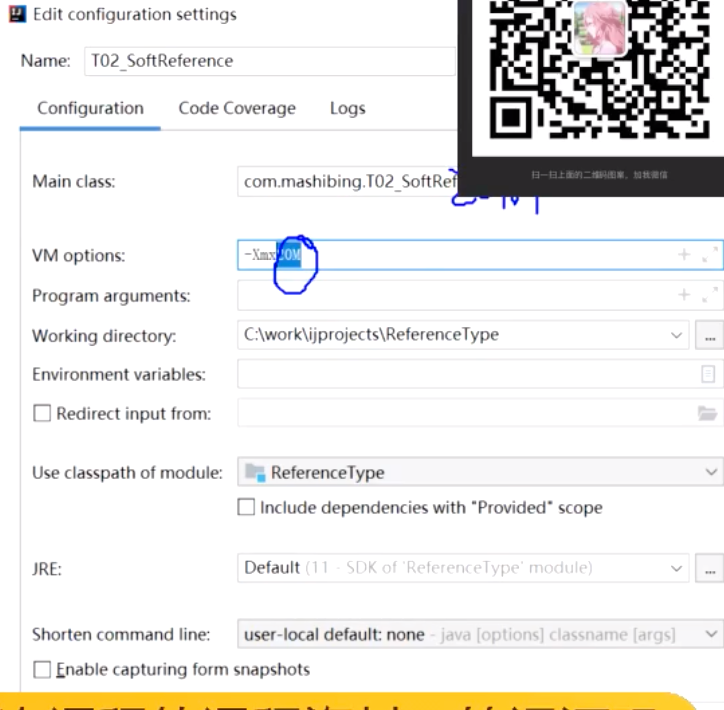 Edit configuration settings
Name: T02_SoftReference
Configuration Code Coverage Logs
扫一扫上面的二维码图案，加我微信
Main class: com.mashibing.T02_SoftRef
VM options: -Xmx
Program arguments:
Working directory: C:\work\ijprojects\ReferenceType
Environment variables:
Redirect input from:
Use classpath of module: ReferenceType
Include dependencies with "Provided" scope
JRE: Default (11 - SDK of 'ReferenceType' module)
Shorten command line: user-local default: none - java [options] classname [args]
Enable capturing form snapshots